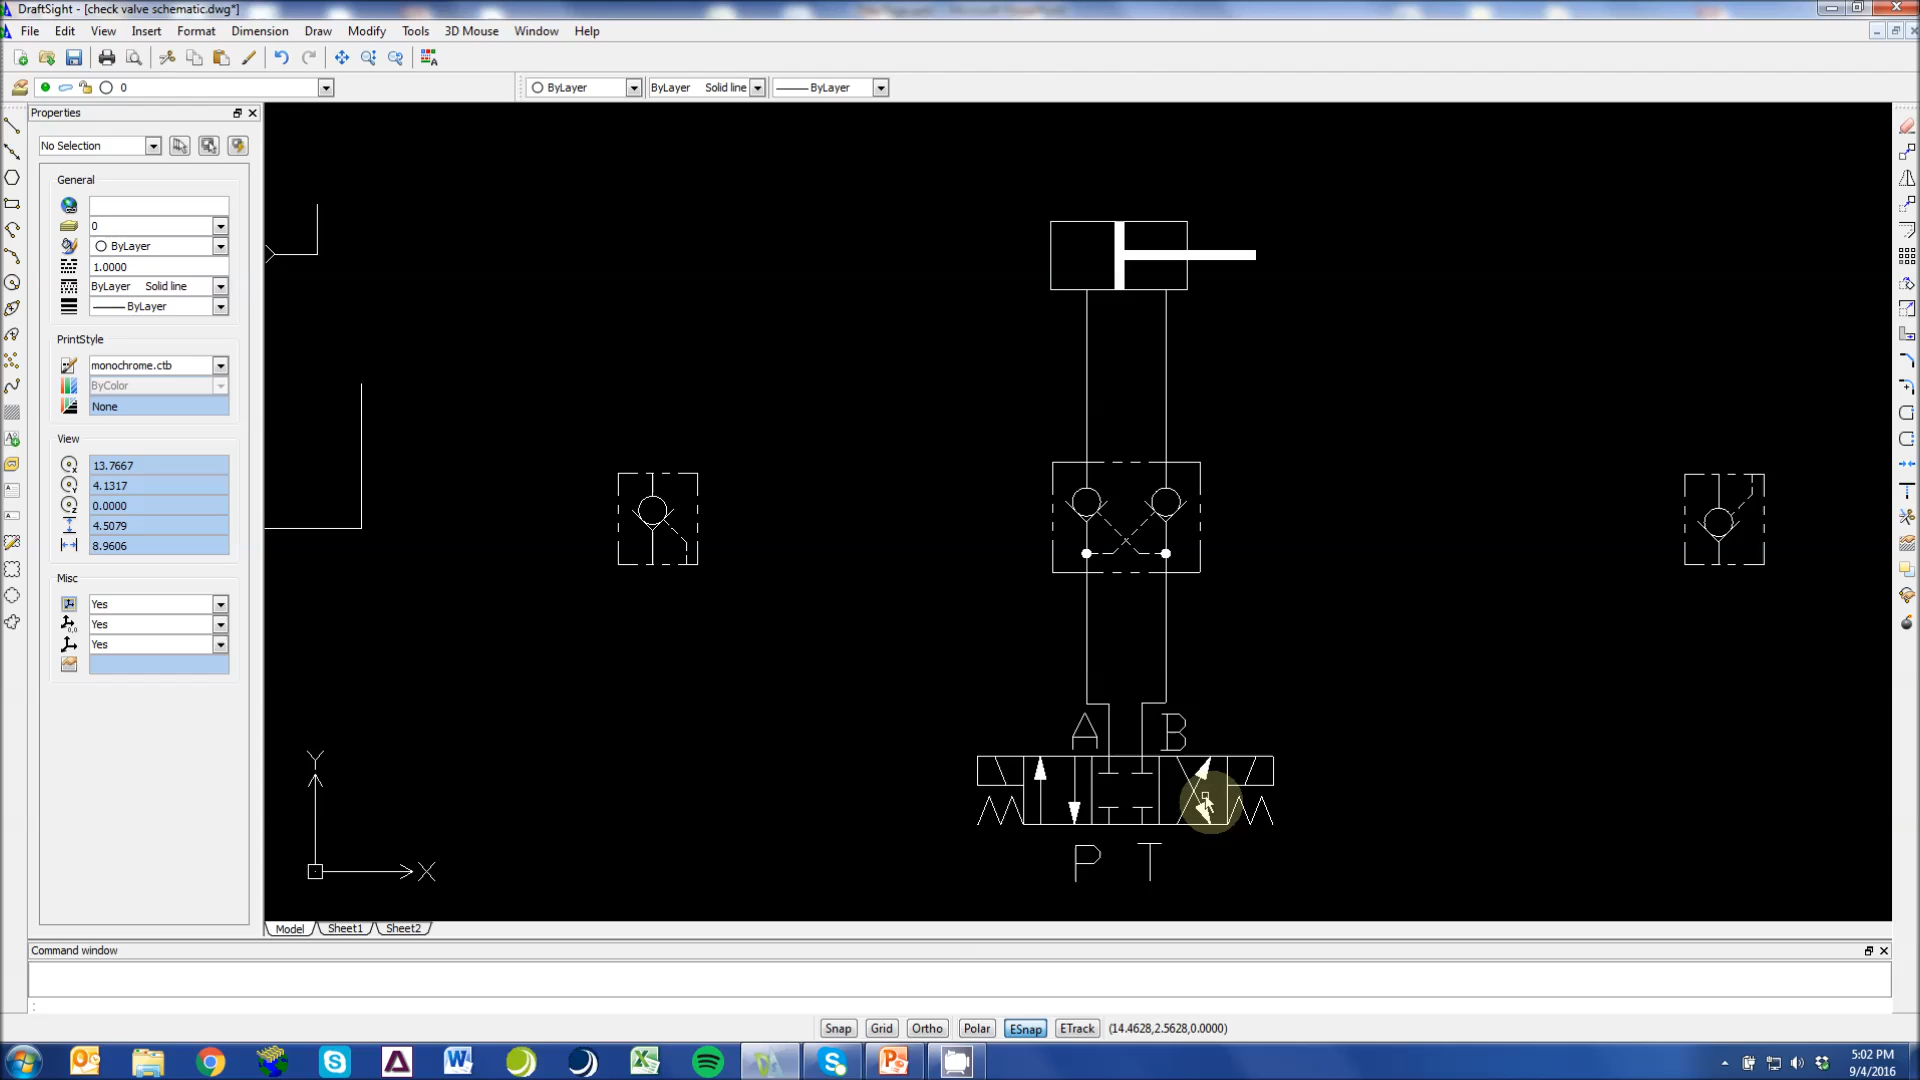 DraftSight - [check valve schematic.dwg*]
File Edit View Insert Format Dimension Draw Modify Tools 3D Mouse Window Help
0 ByLayer ByLayer Solid line ByLayer
Properties
No Selection
General
0
ByLayer
1.0000
ByLayer Solid line
ByLayer
PrintStyle
monochrome.ctb
ByColor
None
View
13.7667
4.1317
0.0000
4.5079
8.9606
Misc
Yes
Yes
Yes
A B
P T
Y
X
Model Sheet1 Sheet2
Command window
:
Snap Grid Ortho Polar ESnap ETrack (14.4628,2.5628,0.0000)
5:02 PM
9/4/2016